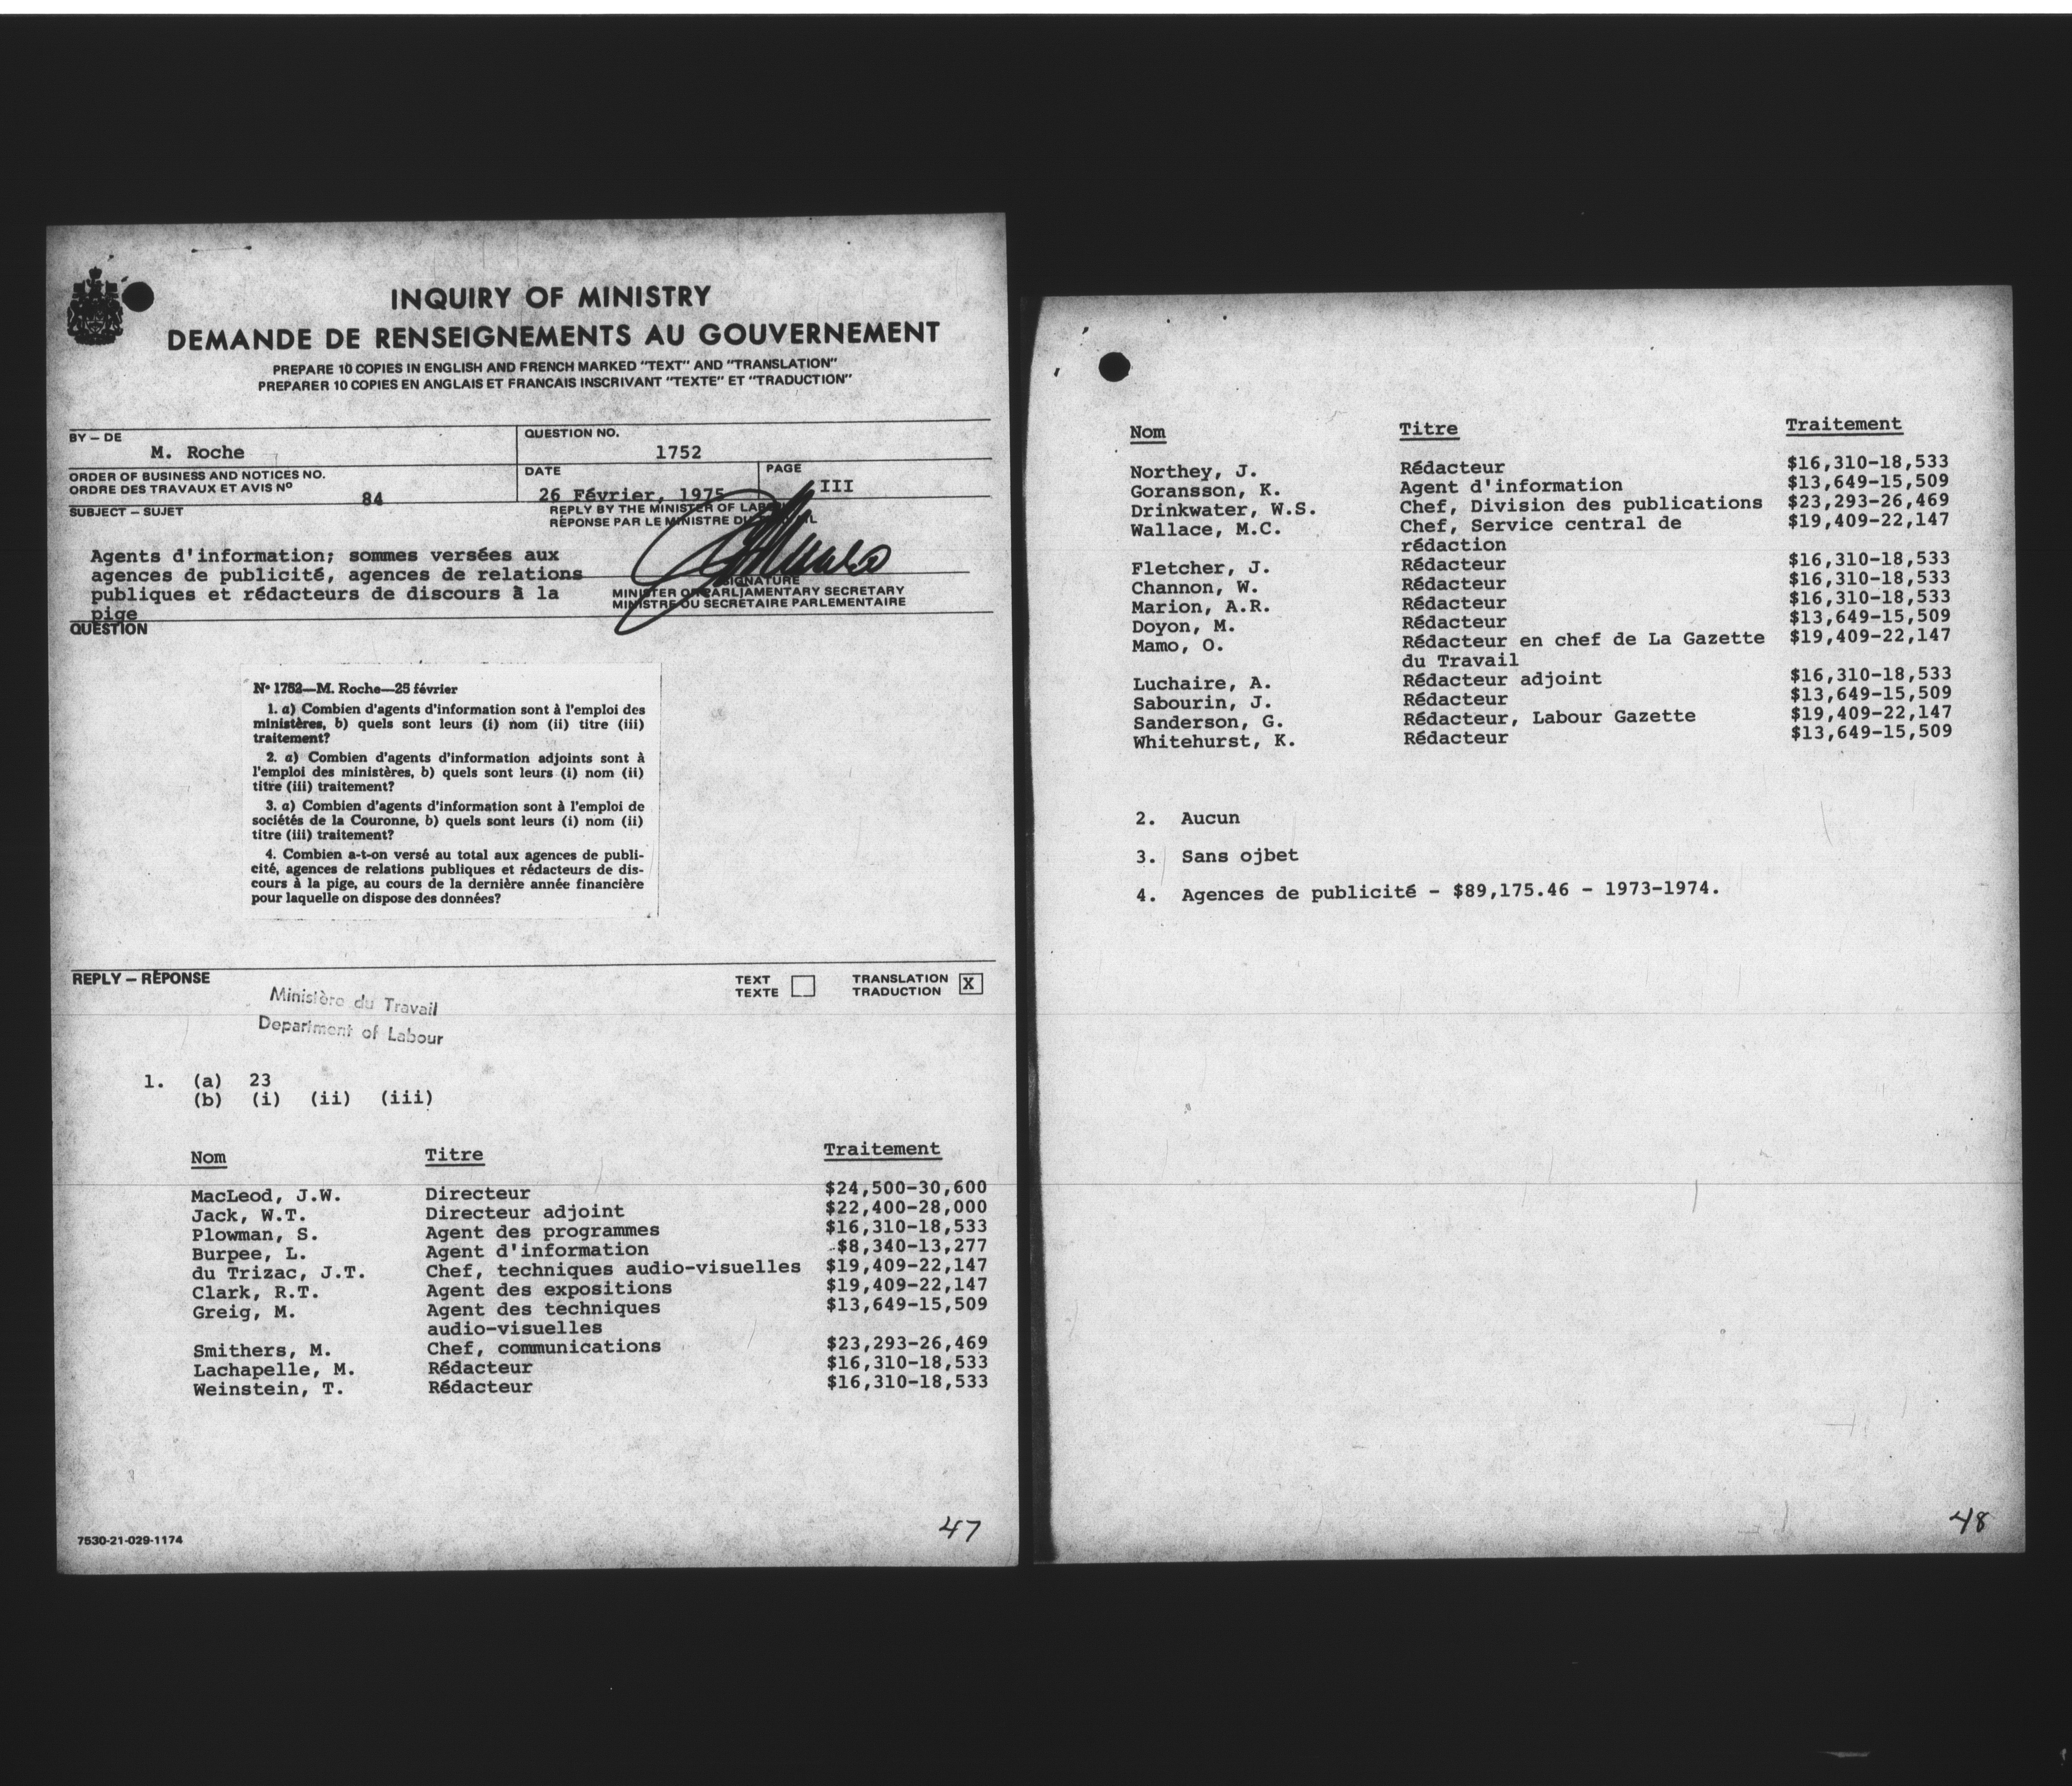 INQUIRY OF MINISTRY
DEMANDE DE RENSEIGNEMENTS AU GOUVERNEMENT
PREPARE 10 COPIES IN ENGLISH AND FRENCH MARKED "TEXT" AND "TRANSLATION"
PREPARER 10 COPIES EN ANGLAIS ET FRANCAIS INSCRIVANT "TEXTE" ET "TRADUCTION"
BY – DE
M. Roche
QUESTION NO.
1752
ORDER OF BUSINESS AND NOTICES NO.
ORDRE DES TRAVAUX ET AVIS Nº
84
DATE
26 Février, 1975
PAGE
III
SUBJECT – SUJET
Agents d'information; sommes versées aux
agences de publicité, agences de relations
publiques et rédacteurs de discours à la
pige
REPLY BY THE MINISTER OF
RÉPONSE PAR LE MINISTRE
SIGNATURE
MINISTER OR PARLIAMENTARY SECRETARY
MINISTRE OU SECRÉTAIRE PARLEMENTAIRE
QUESTION
Nº 1752—M. Roche—25 février
1. a) Combien d'agents d'information sont à l'emploi des
ministères, b) quels sont leurs (i) nom (ii) titre (iii)
traitement?
2. a) Combien d'agents d'information adjoints sont à
l'emploi des ministères, b) quels sont leurs (i) nom (ii)
titre (iii) traitement?
3. a) Combien d'agents d'information sont à l'emploi de
sociétés de la Couronne, b) quels sont leurs (i) nom (ii)
titre (iii) traitement?
4. Combien a-t-on versé au total aux agences de publi-
cité, agences de relations publiques et rédacteurs de dis-
cours à la pige, au cours de la dernière année financière
pour laquelle on dispose des données?
REPLY – RÉPONSE
TEXT
TEXTE
TRANSLATION
TRADUCTION
X
Ministère du Travail
Department of Labour
1. (a) 23
(b) (i) (ii) (iii)
Nom Titre Traitement
MacLeod, J.W. Directeur $24,500-30,600
Jack, W.T. Directeur adjoint $22,400-28,000
Plowman, S. Agent des programmes $16,310-18,533
Burpee, L. Agent d'information $8,340-13,277
du Trizac, J.T. Chef, techniques audio-visuelles $19,409-22,147
Clark, R.T. Agent des expositions $19,409-22,147
Greig, M. Agent des techniques $13,649-15,509
audio-visuelles
Smithers, M. Chef, communications $23,293-26,469
Lachapelle, M. Rédacteur $16,310-18,533
Weinstein, T. Rédacteur $16,310-18,533
7530-21-029-1174
47
Nom Titre Traitement
Northey, J. Rédacteur $16,310-18,533
Goransson, K. Agent d'information $13,649-15,509
Drinkwater, W.S. Chef, Division des publications $23,293-26,469
Wallace, M.C. Chef, Service central de $19,409-22,147
rédaction
Fletcher, J. Rédacteur $16,310-18,533
Channon, W. Rédacteur $16,310-18,533
Marion, A.R. Rédacteur $16,310-18,533
Doyon, M. Rédacteur $13,649-15,509
Mamo, O. Rédacteur en chef de La Gazette $19,409-22,147
du Travail
Luchaire, A. Rédacteur adjoint $16,310-18,533
Sabourin, J. Rédacteur $13,649-15,509
Sanderson, G. Rédacteur, Labour Gazette $19,409-22,147
Whitehurst, K. Rédacteur $13,649-15,509
2. Aucun
3. Sans ojbet
4. Agences de publicité - $89,175.46 - 1973-1974.
48